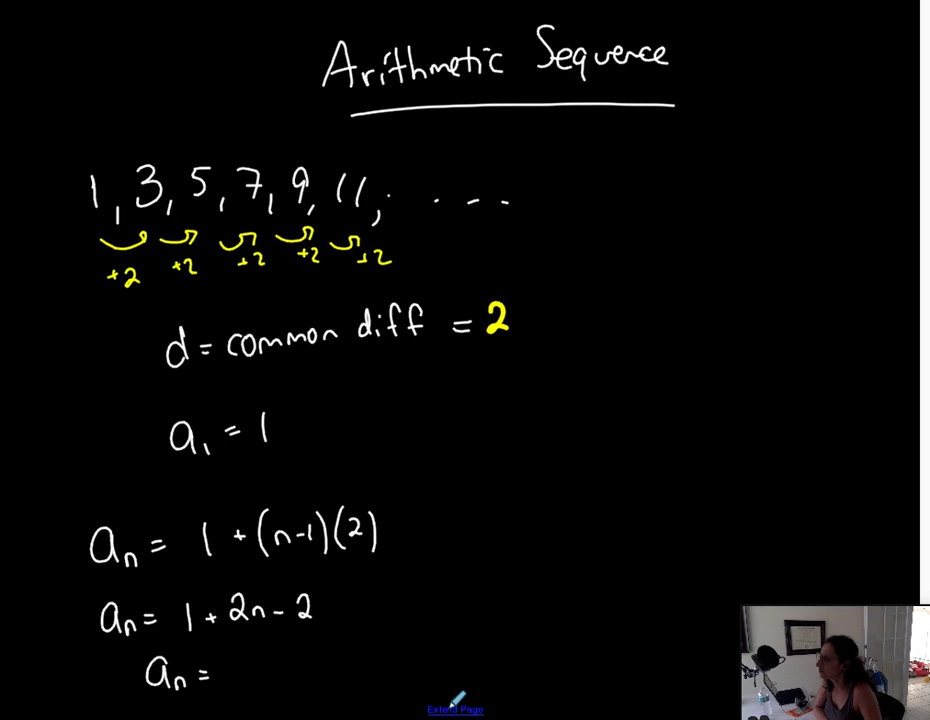 Arithmetic Sequence
1, 3, 5, 7, 9, 11, . - - .
+2 +2 +2 +2 +2
d = common diff = 2
a₁ = 1
aₙ = 1 + (n-1)(2)
aₙ = 1 + 2n - 2
aₙ =
Extend Page